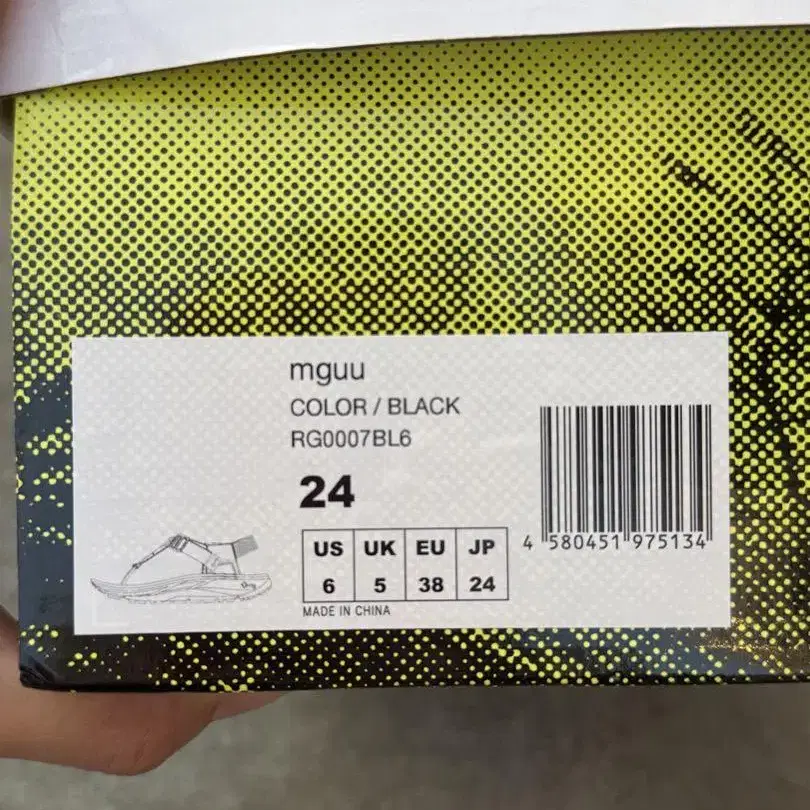 mguu
COLOR / BLACK
RG0007BL6
24
US UK EU JP
6 5 38 24
MADE IN CHINA
4 580451 975134